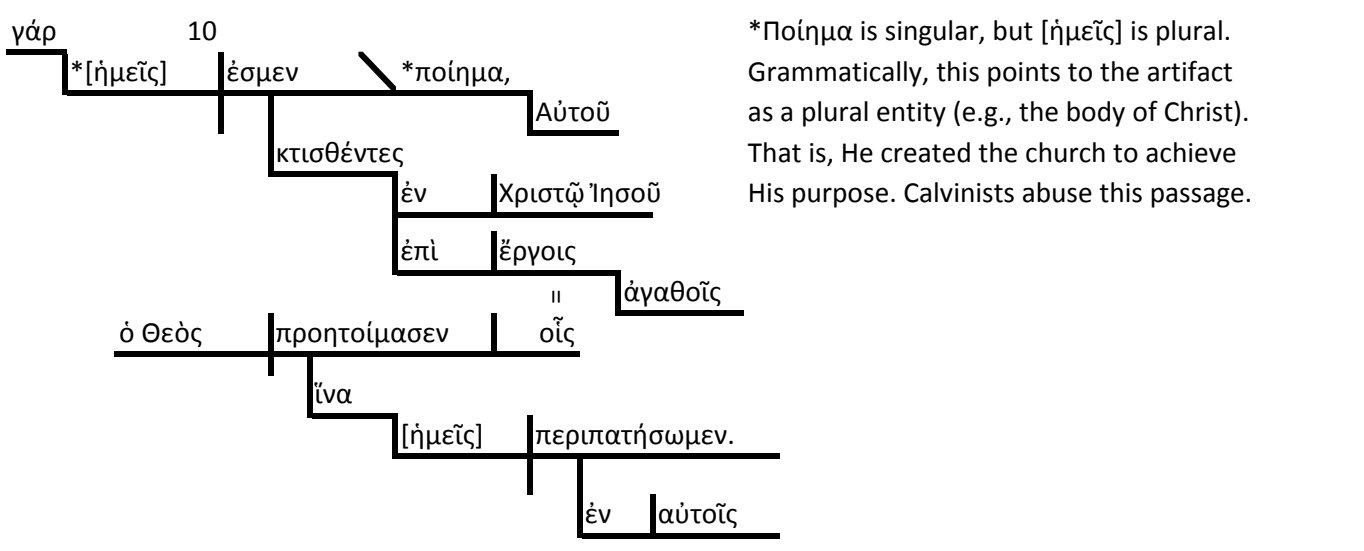 γάρ 10
*[ἡμεῖς] ἐσμεν *ποίημα,
Αὐτοῦ
κτισθέντες
ἐν Χριστῷ Ἰησοῦ
ἐπὶ ἔργοις
= ἀγαθοῖς
ὁ Θεὸς προητοίμασεν οἷς
ἵνα
[ἡμεῖς] περιπατήσωμεν.
ἐν αὐτοῖς
*Ποίημα is singular, but [ἡμεῖς] is plural.
Grammatically, this points to the artifact
as a plural entity (e.g., the body of Christ).
That is, He created the church to achieve
His purpose. Calvinists abuse this passage.